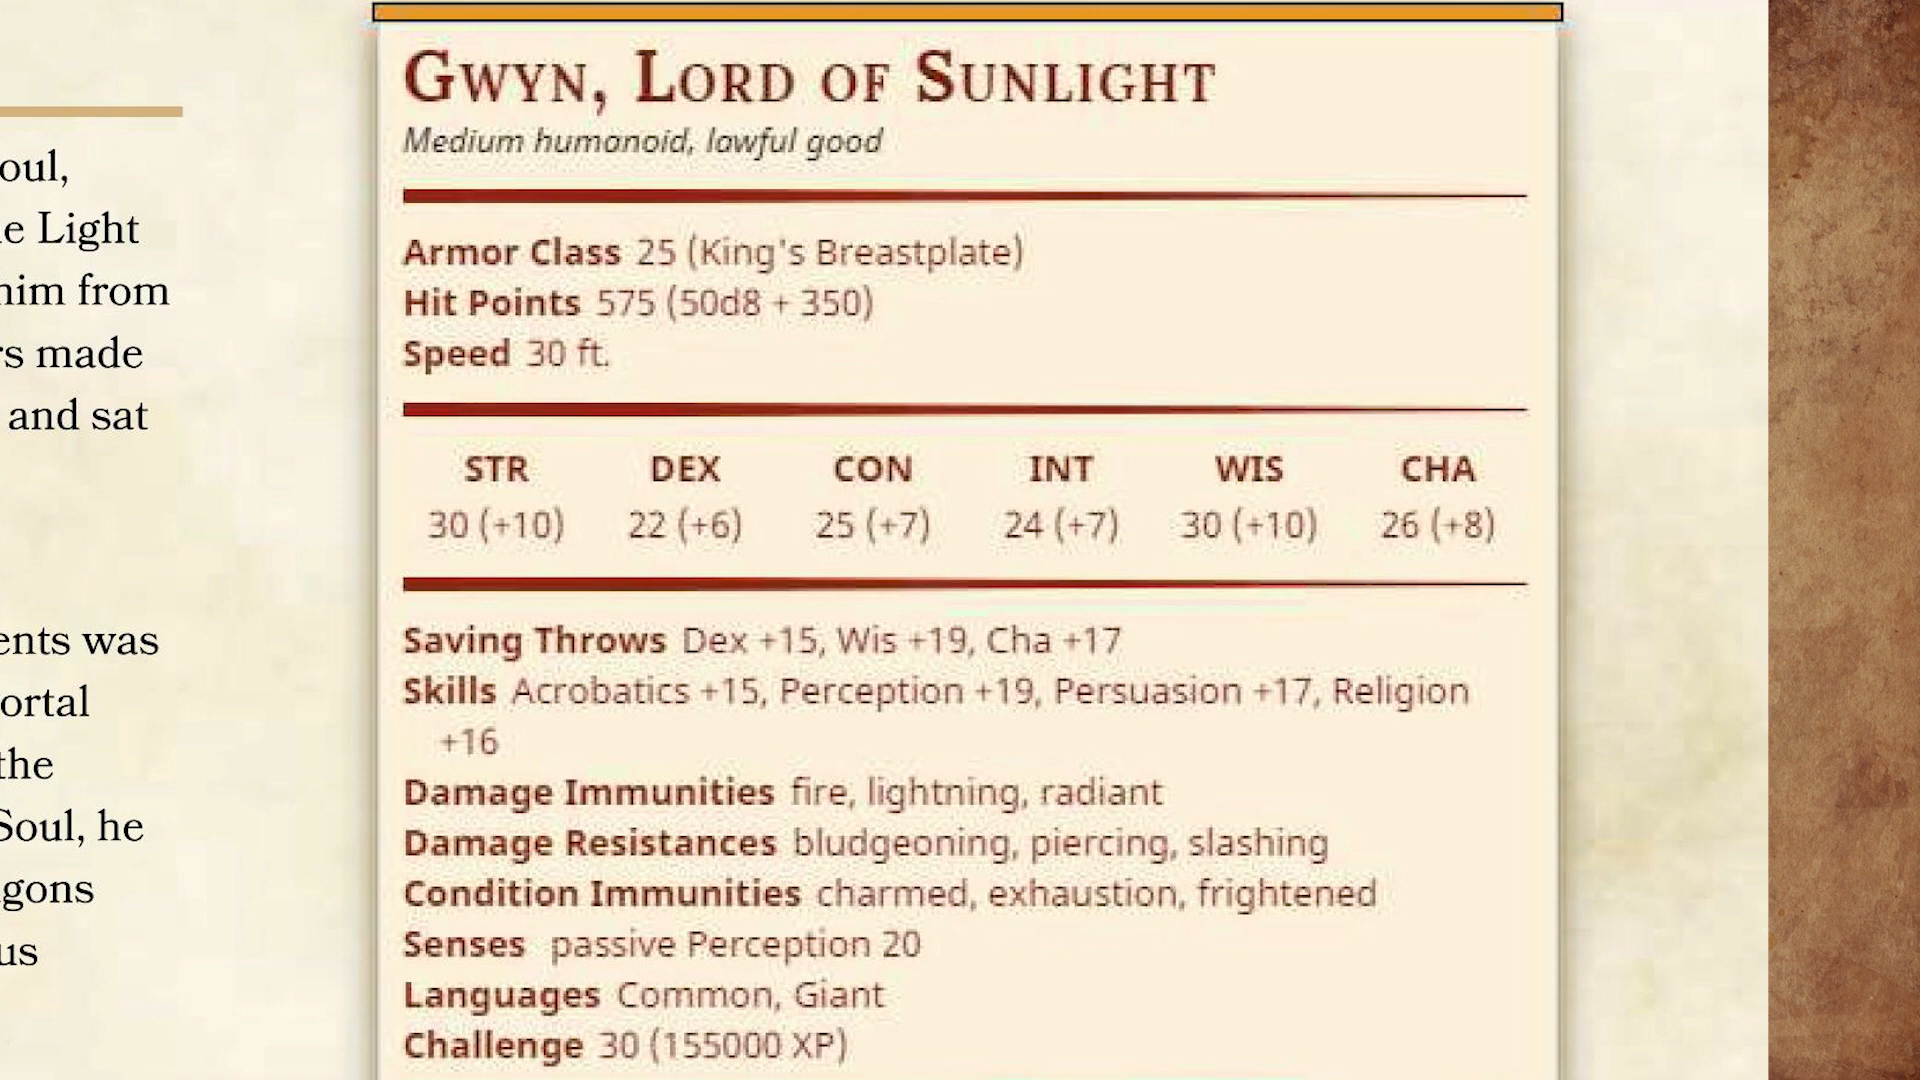 oul,
e Light
him from
rs made
and sat
ents was
ortal
the
Soul, he
gons
us
Gwyn, Lord of Sunlight
Medium humanoid, lawful good
Armor Class 25 (King's Breastplate)
Hit Points 575 (50d8 + 350)
Speed 30 ft.
STR DEX CON INT WIS CHA
30 (+10) 22 (+6) 25 (+7) 24 (+7) 30 (+10) 26 (+8)
Saving Throws Dex +15, Wis +19, Cha +17
Skills Acrobatics +15, Perception +19, Persuasion +17, Religion
+16
Damage Immunities fire, lightning, radiant
Damage Resistances bludgeoning, piercing, slashing
Condition Immunities charmed, exhaustion, frightened
Senses passive Perception 20
Languages Common, Giant
Challenge 30 (155000 XP)